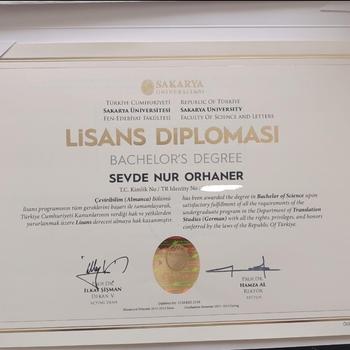 SAKARYA
ÜNİVERSİTESİ
TÜRKİYE CUMHURİYETİ
SAKARYA ÜNİVERSİTESİ
FEN-EDEBİYAT FAKÜLTESİ
REPUBLIC OF TÜRKİYE
SAKARYA UNIVERSITY
FACULTY OF SCIENCE AND LETTERS
LİSANS DIPLOMASI
BACHELOR'S DEGREE
SEVDE NUR ORHANER
T.C. Kimlik No./ TR Identity No.:
Çeviribilim (Almanca) Bölümü
lisans programının tüm gereklerini başarı ile tamamlayarak,
Türkiye Cumhuriyeti Kanunlarının verdiği hak ve yetkilerden
yararlanmak üzere Lisans derecesi almaya hak kazanmıştır.
has been awarded the degree in Bachelor of Science upon
satisfactory fulfillment of all the requirements of the
undergraduate program in the Department of Translation
Studies (German) with all the rights, privileges, and honors
conferred by the laws of the Republic Of Türkiye.
PROF. DR.
İLKAY ŞİŞMAN
DEKAN V.
ACTING DEAN
PROF. DR.
HAMZA AL
REKTÖR
RECTOR